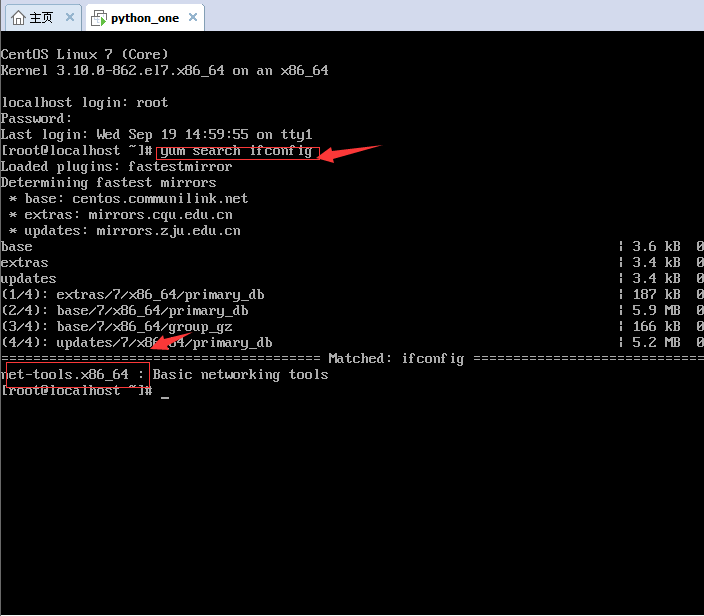 主页 python_one
CentOS Linux 7 (Core)
Kernel 3.10.0-862.el7.x86_64 on an x86_64
localhost login: root
Password:
Last login: Wed Sep 19 14:59:55 on tty1
[root@localhost ~]# yum search ifconfig
Loaded plugins: fastestmirror
Determining fastest mirrors
* base: centos.communilink.net
* extras: mirrors.cqu.edu.cn
* updates: mirrors.zju.edu.cn
base | 3.6 kB 0
extras | 3.4 kB 0
updates | 3.4 kB 0
(1/4): extras/7/x86_64/primary_db | 187 kB 0
(2/4): base/7/x86_64/primary_db | 5.9 MB 0
(3/4): base/7/x86_64/group_gz | 166 kB 0
(4/4): updates/7/x86_64/primary_db | 5.2 MB 0
======================================== Matched: ifconfig =============================
net-tools.x86_64 : Basic networking tools
[root@localhost ~]# _